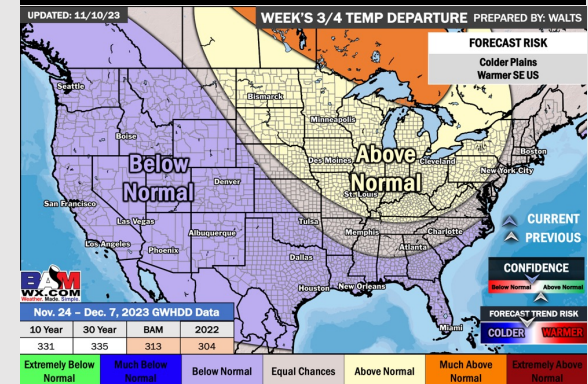 UPDATED: 11/10/23
WEEK'S 3/4 TEMP DEPARTURE PREPARED BY: WALTS
FORECAST RISK
Colder Plains
Warmer SE US
Seattle
Bismarck
Minneapolis
Boise
Boston
Des Moines
Cleveland
New York City
Below
Normal
Above
Normal
Denver
St. Louis
San Francisco
Las Vegas
Tulsa
Memphis
Charlotte
Los Angeles
Albuquerque
Phoenix
Atlanta
Dallas
Houston
New Orleans
Miami
CURRENT
PREVIOUS
CONFIDENCE
Below Normal Above Normal
FORECAST TREND RISK
COLDER WARMER
BAM
WX.COM
Weather. Made. Simple.
Nov. 24 – Dec. 7, 2023 GWHDD Data
10 Year 30 Year BAM 2022
331 335 313 304
Extremely Below Normal
Much Below Normal
Below Normal
Equal Chances
Above Normal
Much Above Normal
Extremely Above Normal